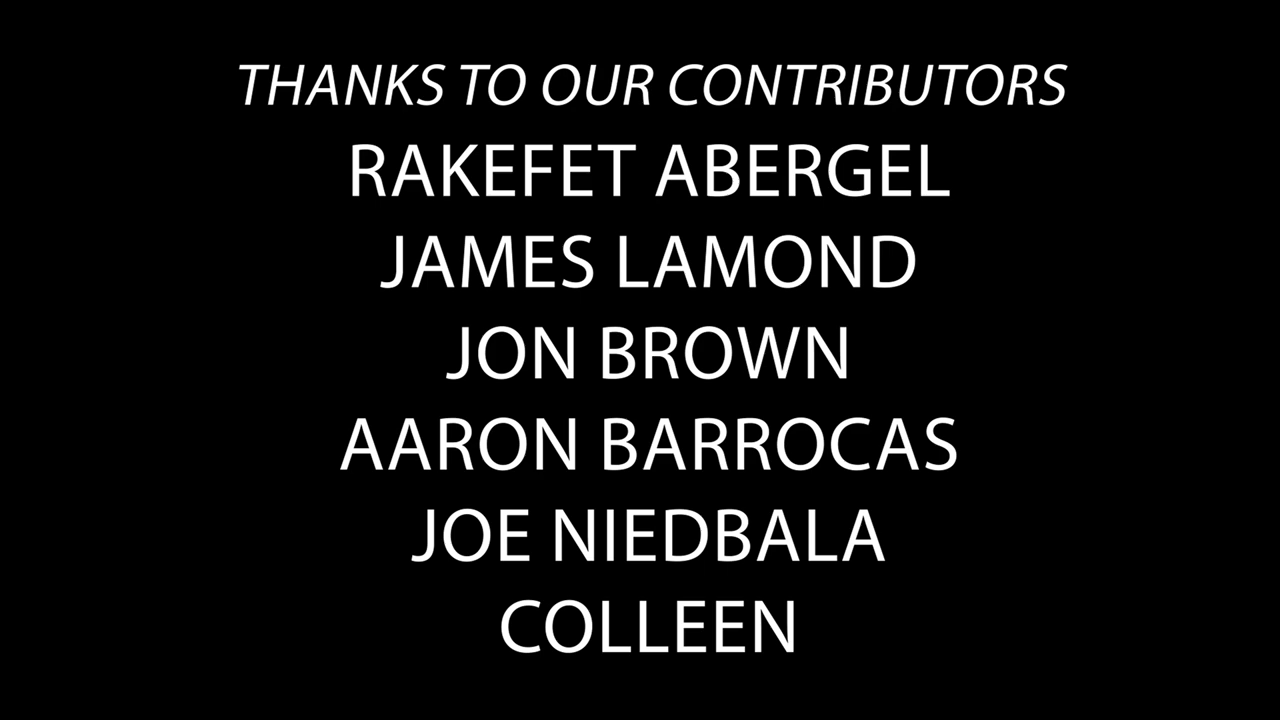 THANKS TO OUR CONTRIBUTORS
RAKEFET ABERGEL
JAMES LAMOND
JON BROWN
AARON BARROCAS
JOE NIEDBALA
COLLEEN